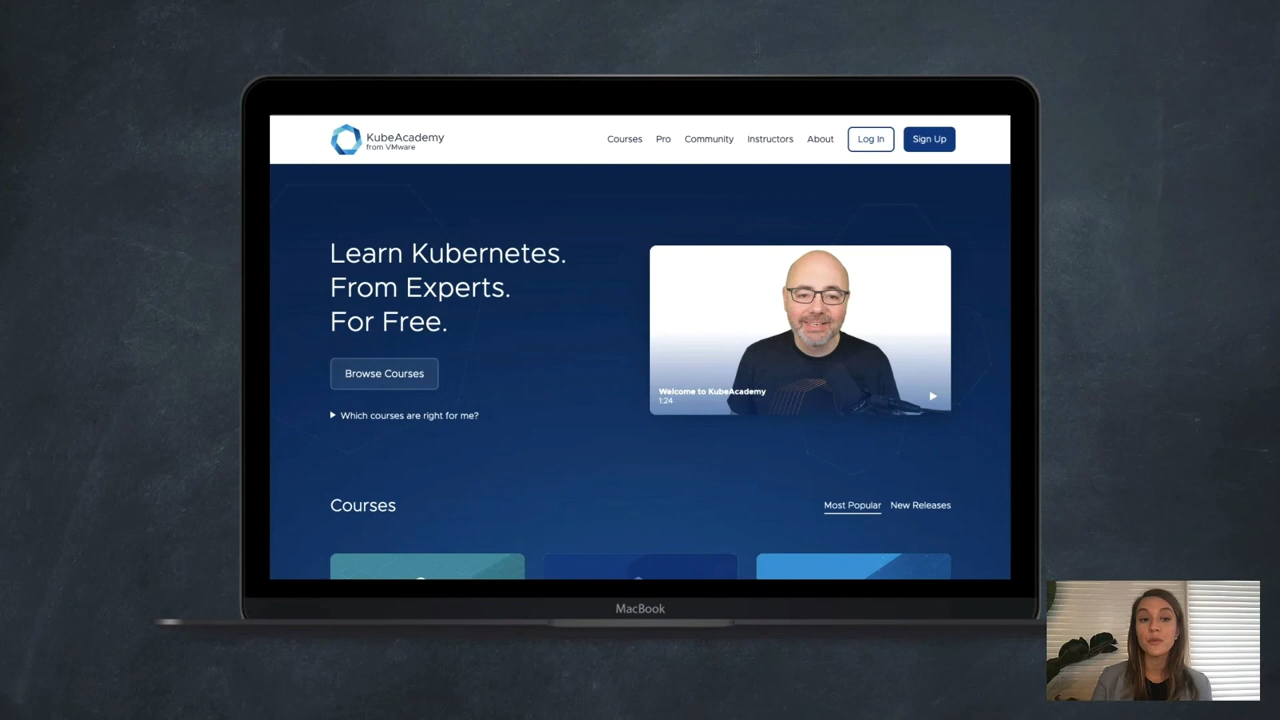 KubeAcademy
from VMware
Courses Pro Community Instructors About Log In Sign Up
Learn Kubernetes.
From Experts.
For Free.
Browse Courses
Which courses are right for me?
Welcome to KubeAcademy
1:24
Courses
Most Popular New Releases
MacBook